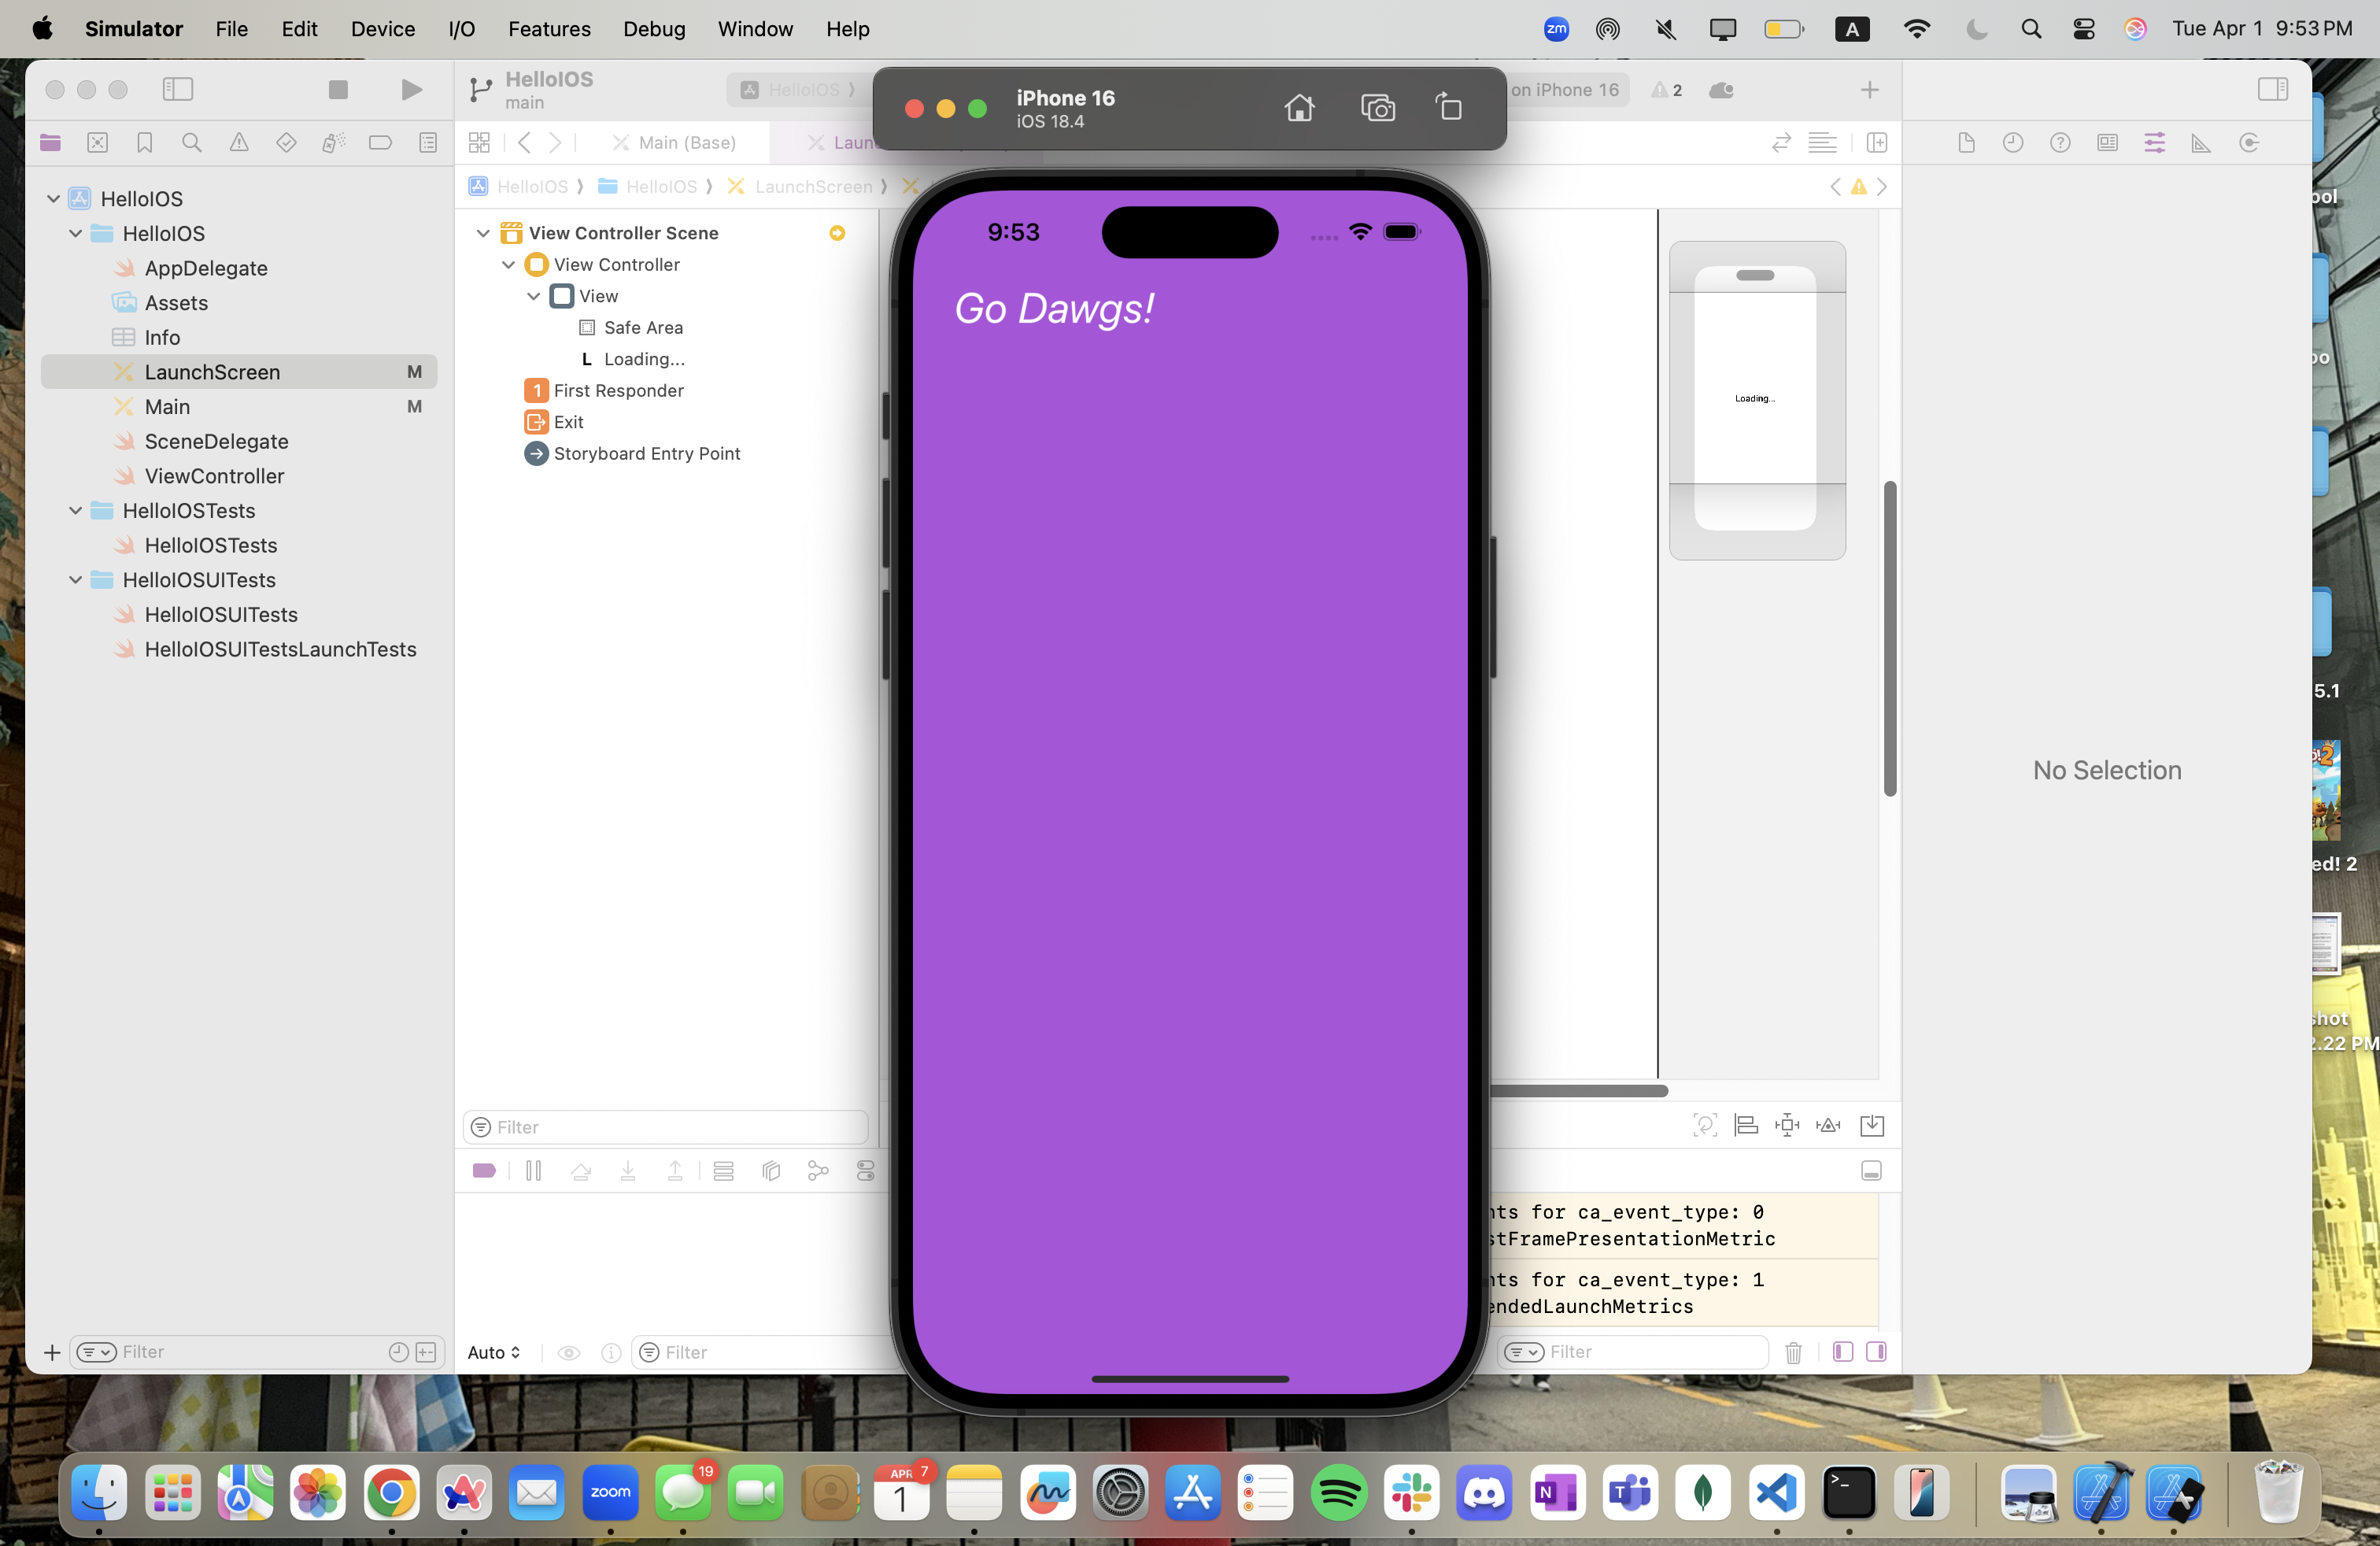 Simulator File Edit Device I/O Features Debug Window Help
zm A Tue Apr 1 9:53 PM
HelloIOS
main
HelloIOS
on iPhone 16
2
iPhone 16
iOS 18.4
Main (Base)
HelloIOS HelloIOS LaunchScreen
HelloIOS
HelloIOS
AppDelegate
Assets
Info
LaunchScreen M
Main M
SceneDelegate
ViewController
HelloIOSTests
HelloIOSTests
HelloIOSUITests
HelloIOSUITests
HelloIOSUITestsLaunchTests
View Controller Scene
View Controller
View
Safe Area
L Loading...
1 First Responder
Exit
Storyboard Entry Point
9:53
Go Dawgs!
Loading...
No Selection
5.1
ed! 2
2.22 PM
Filter
nts for ca_event_type: 0
stFramePresentationMetric
nts for ca_event_type: 1
endedLaunchMetrics
Filter
Auto Filter
Filter
zoom
19
APR 7
1
N
T